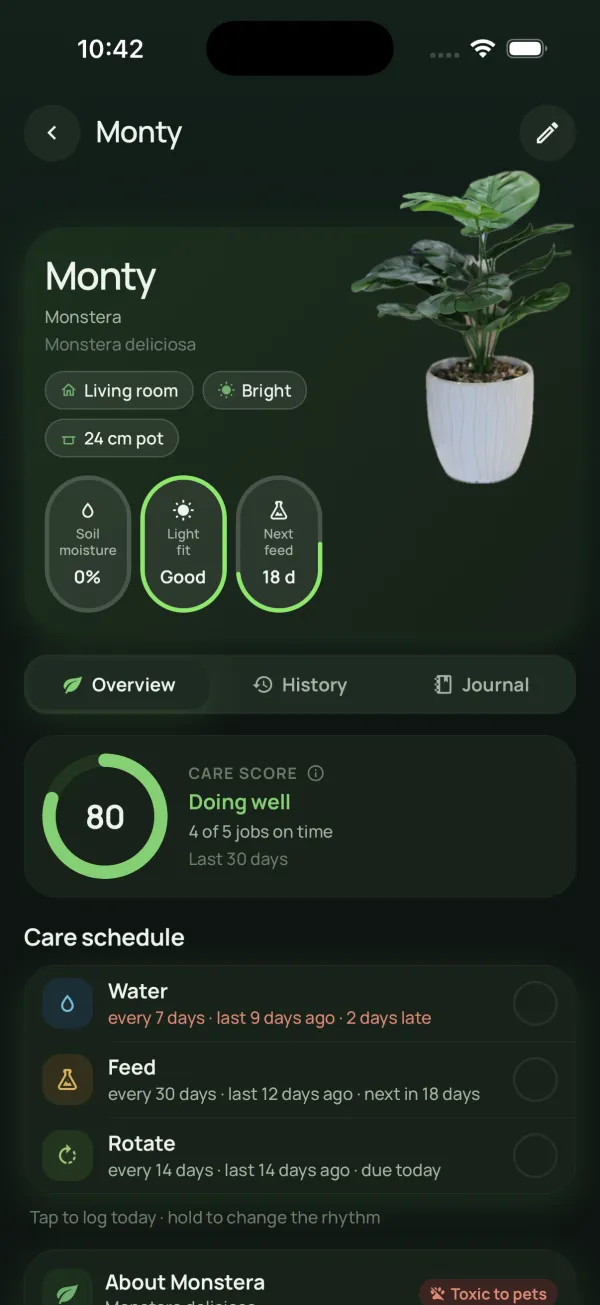 10:42
Monty
Monty
Monstera
Monstera deliciosa
Living room
Bright
24 cm pot
Soil
moisture
0%
Light
fit
Good
Next
feed
18 d
Overview
History
Journal
80
CARE SCORE
Doing well
4 of 5 jobs on time
Last 30 days
Care schedule
Water
every 7 days · last 9 days ago · 2 days late
Feed
every 30 days · last 12 days ago · next in 18 days
Rotate
every 14 days · last 14 days ago · due today
Tap to log today · hold to change the rhythm
About Monstera
Toxic to pets
Monstera deliciosa